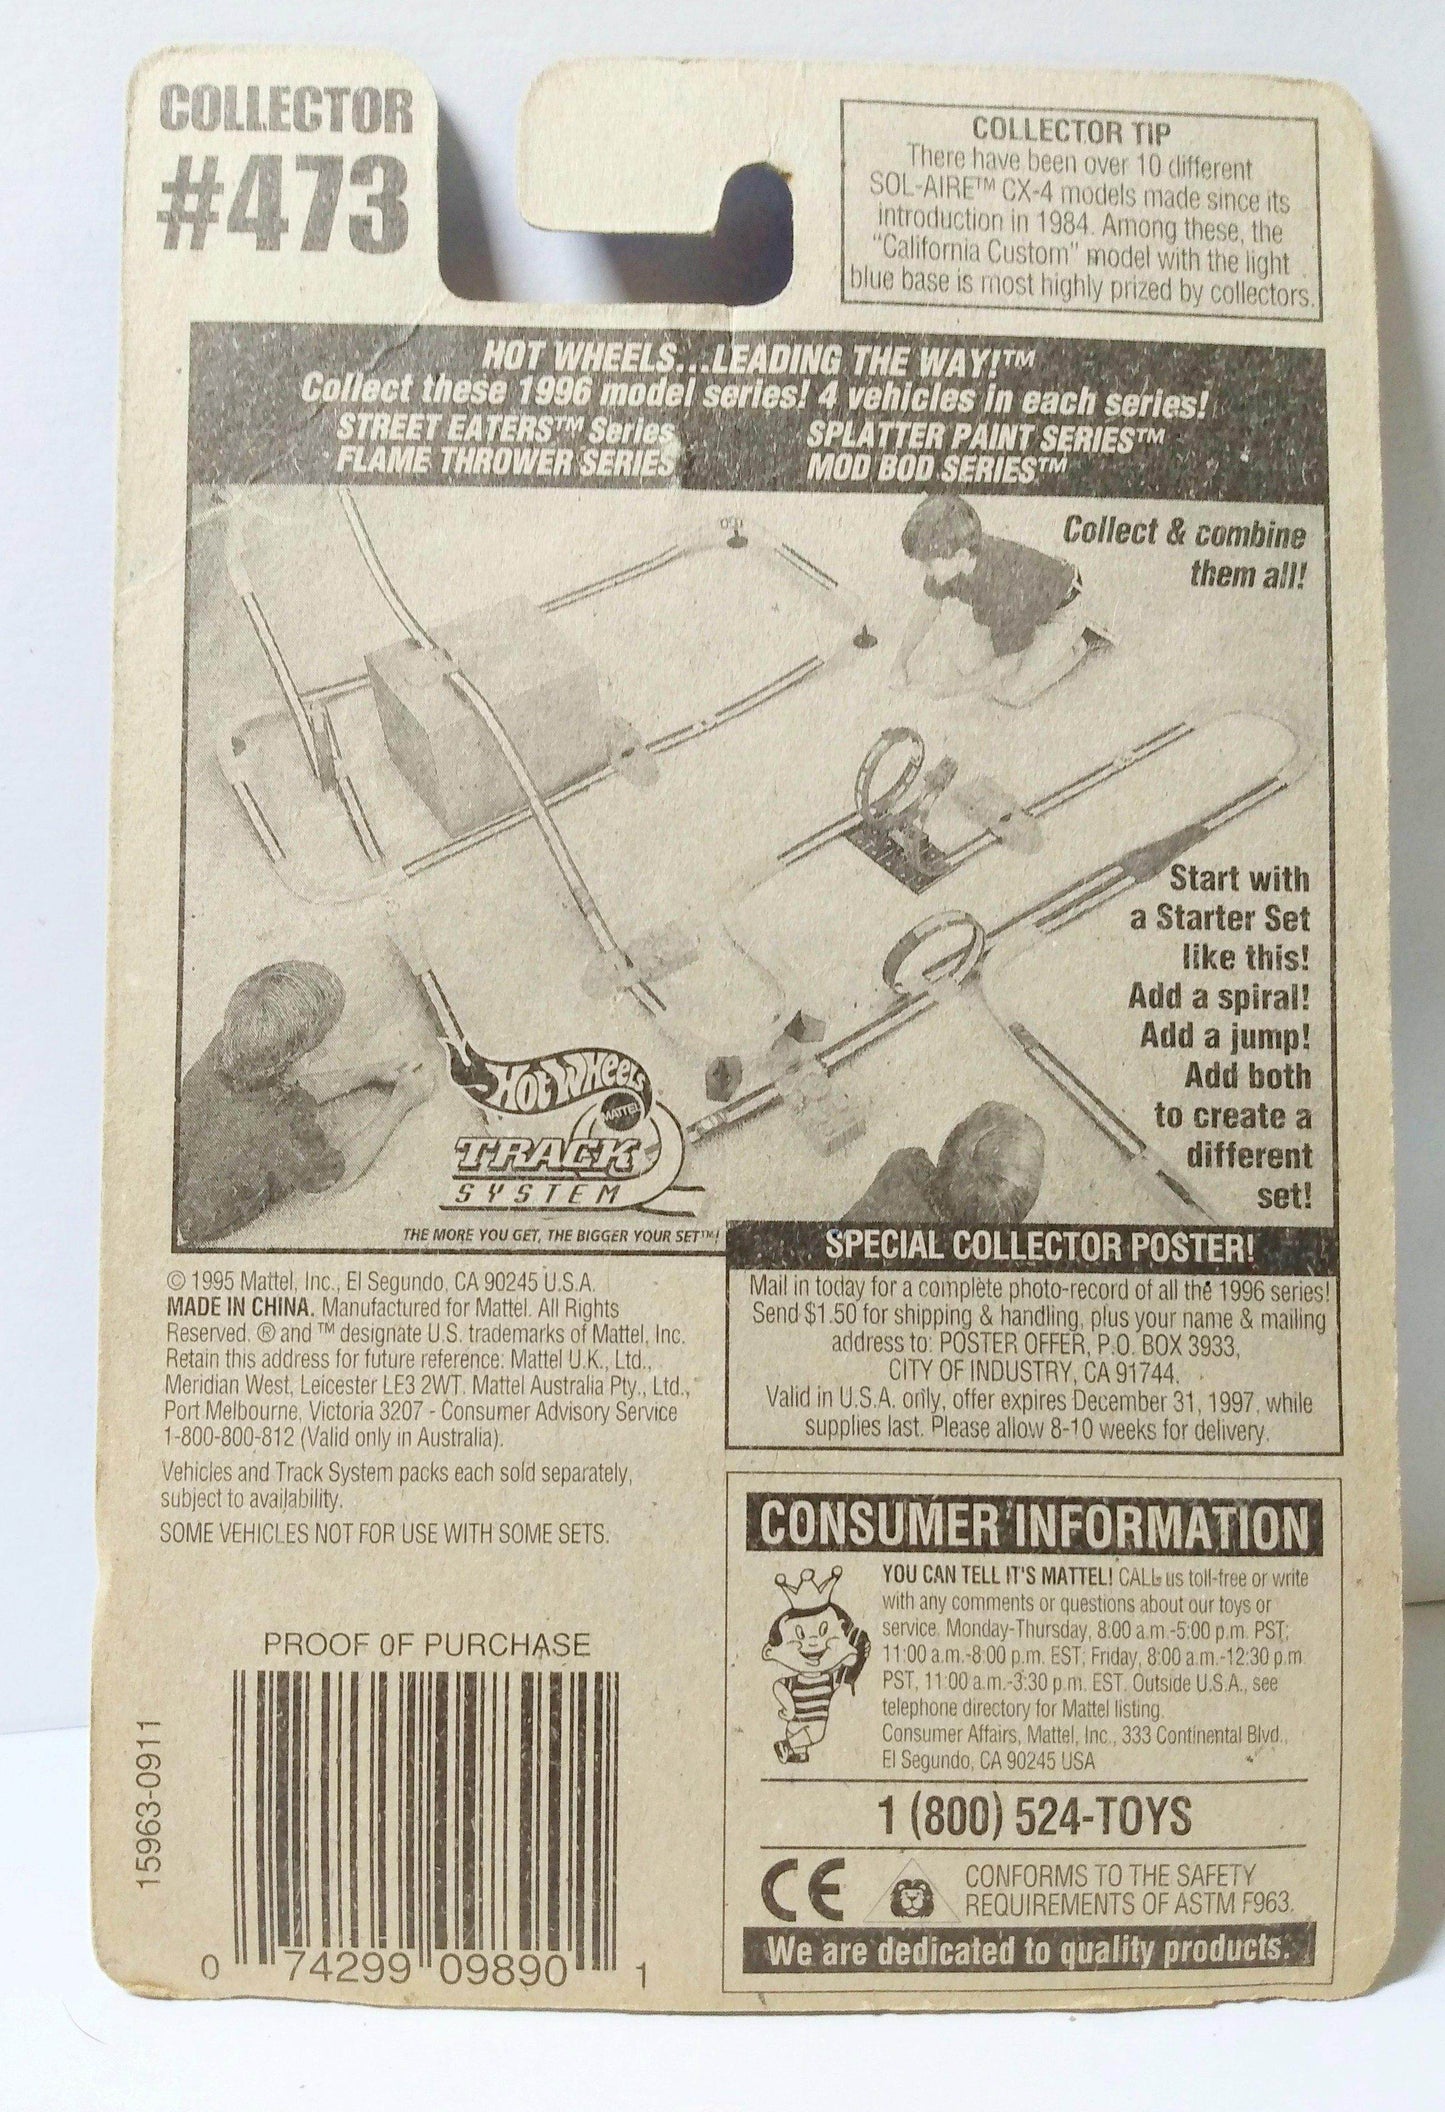 COLLECTOR
#473
COLLECTOR TIP
There have been over 10 different
SOL-AIRE™ CX-4 models made since its
introduction in 1984. Among these, the
"California Custom" model with the light
blue base is most highly prized by collectors.
HOT WHEELS...LEADING THE WAY!™
Collect these 1996 model series! 4 vehicles in each series!
STREET EATERS™ Series
FLAME THROWER SERIES
SPLATTER PAINT SERIES™
MOD BOD SERIES™
Collect & combine
them all!
Start with
a Starter Set
like this!
Add a spiral!
Add a jump!
Add both
to create a
different
set!
HOT WHEELS
MATTEL
TRACK
SYSTEM
THE MORE YOU GET, THE BIGGER YOUR SET™!
© 1995 Mattel, Inc., El Segundo, CA 90245 U.S.A.
MADE IN CHINA. Manufactured for Mattel. All Rights
Reserved. ® and ™ designate U.S. trademarks of Mattel, Inc.
Retain this address for future reference: Mattel U.K., Ltd.,
Meridian West, Leicester LE3 2WT. Mattel Australia Pty., Ltd.,
Port Melbourne, Victoria 3207 - Consumer Advisory Service
1-800-800-812 (Valid only in Australia).
Vehicles and Track System packs each sold separately,
subject to availability.
SOME VEHICLES NOT FOR USE WITH SOME SETS.
SPECIAL COLLECTOR POSTER!
Mail in today for a complete photo-record of all the 1996 series!
Send $1.50 for shipping & handling, plus your name & mailing
address to: POSTER OFFER, P.O. BOX 3933,
CITY OF INDUSTRY, CA 91744.
Valid in U.S.A. only, offer expires December 31, 1997, while
supplies last. Please allow 8-10 weeks for delivery.
CONSUMER INFORMATION
YOU CAN TELL IT'S MATTEL! CALL us toll-free or write
with any comments or questions about our toys or
service, Monday-Thursday, 8:00 a.m.-5:00 p.m. PST;
11:00 a.m.-8:00 p.m. EST; Friday, 8:00 a.m.-12:30 p.m.
PST, 11:00 a.m.-3:30 p.m. EST. Outside U.S.A., see
telephone directory for Mattel listing.
Consumer Affairs, Mattel, Inc., 333 Continental Blvd.,
El Segundo, CA 90245 USA
1 (800) 524-TOYS
CE
CONFORMS TO THE SAFETY
REQUIREMENTS OF ASTM F963.
We are dedicated to quality products.
PROOF OF PURCHASE
15963-0911
0 74299 09890 1